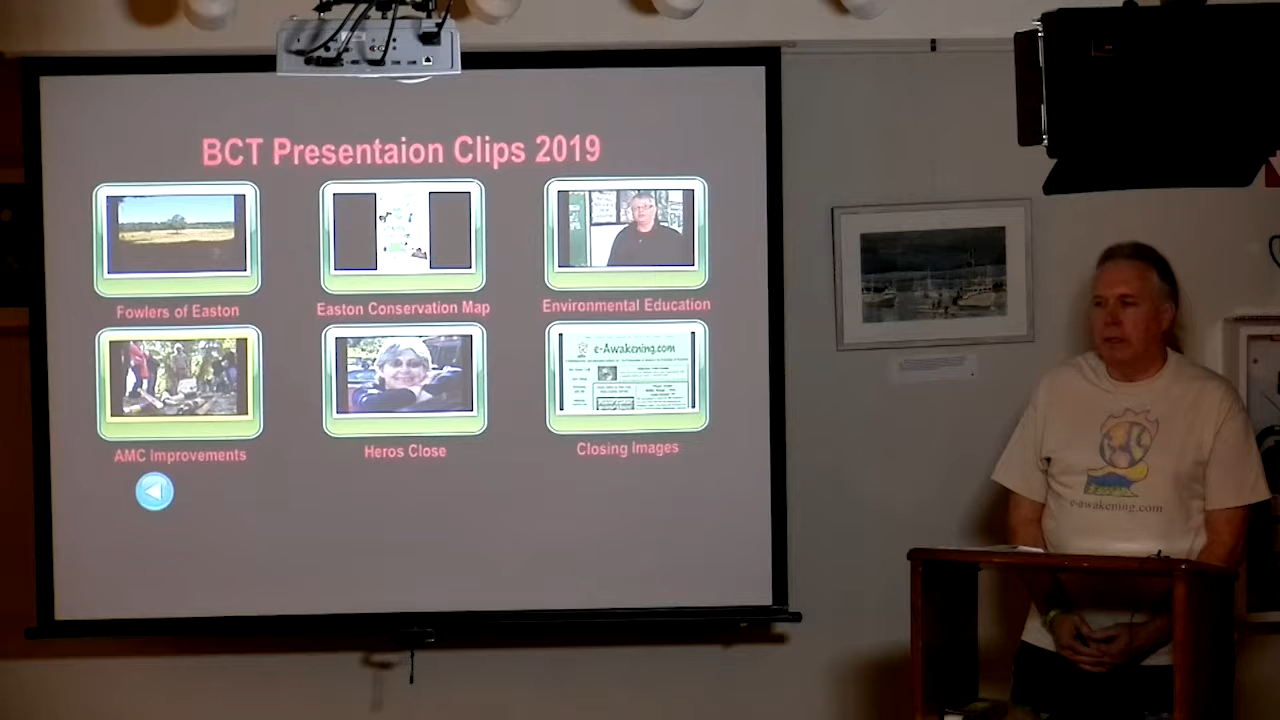 BCT Presentaion Clips 2019
Fowlers of Easton
Easton Conservation Map
Environmental Education
e-Awakening.com
AMC Improvements
Heros Close
Closing Images
e-awakening.com